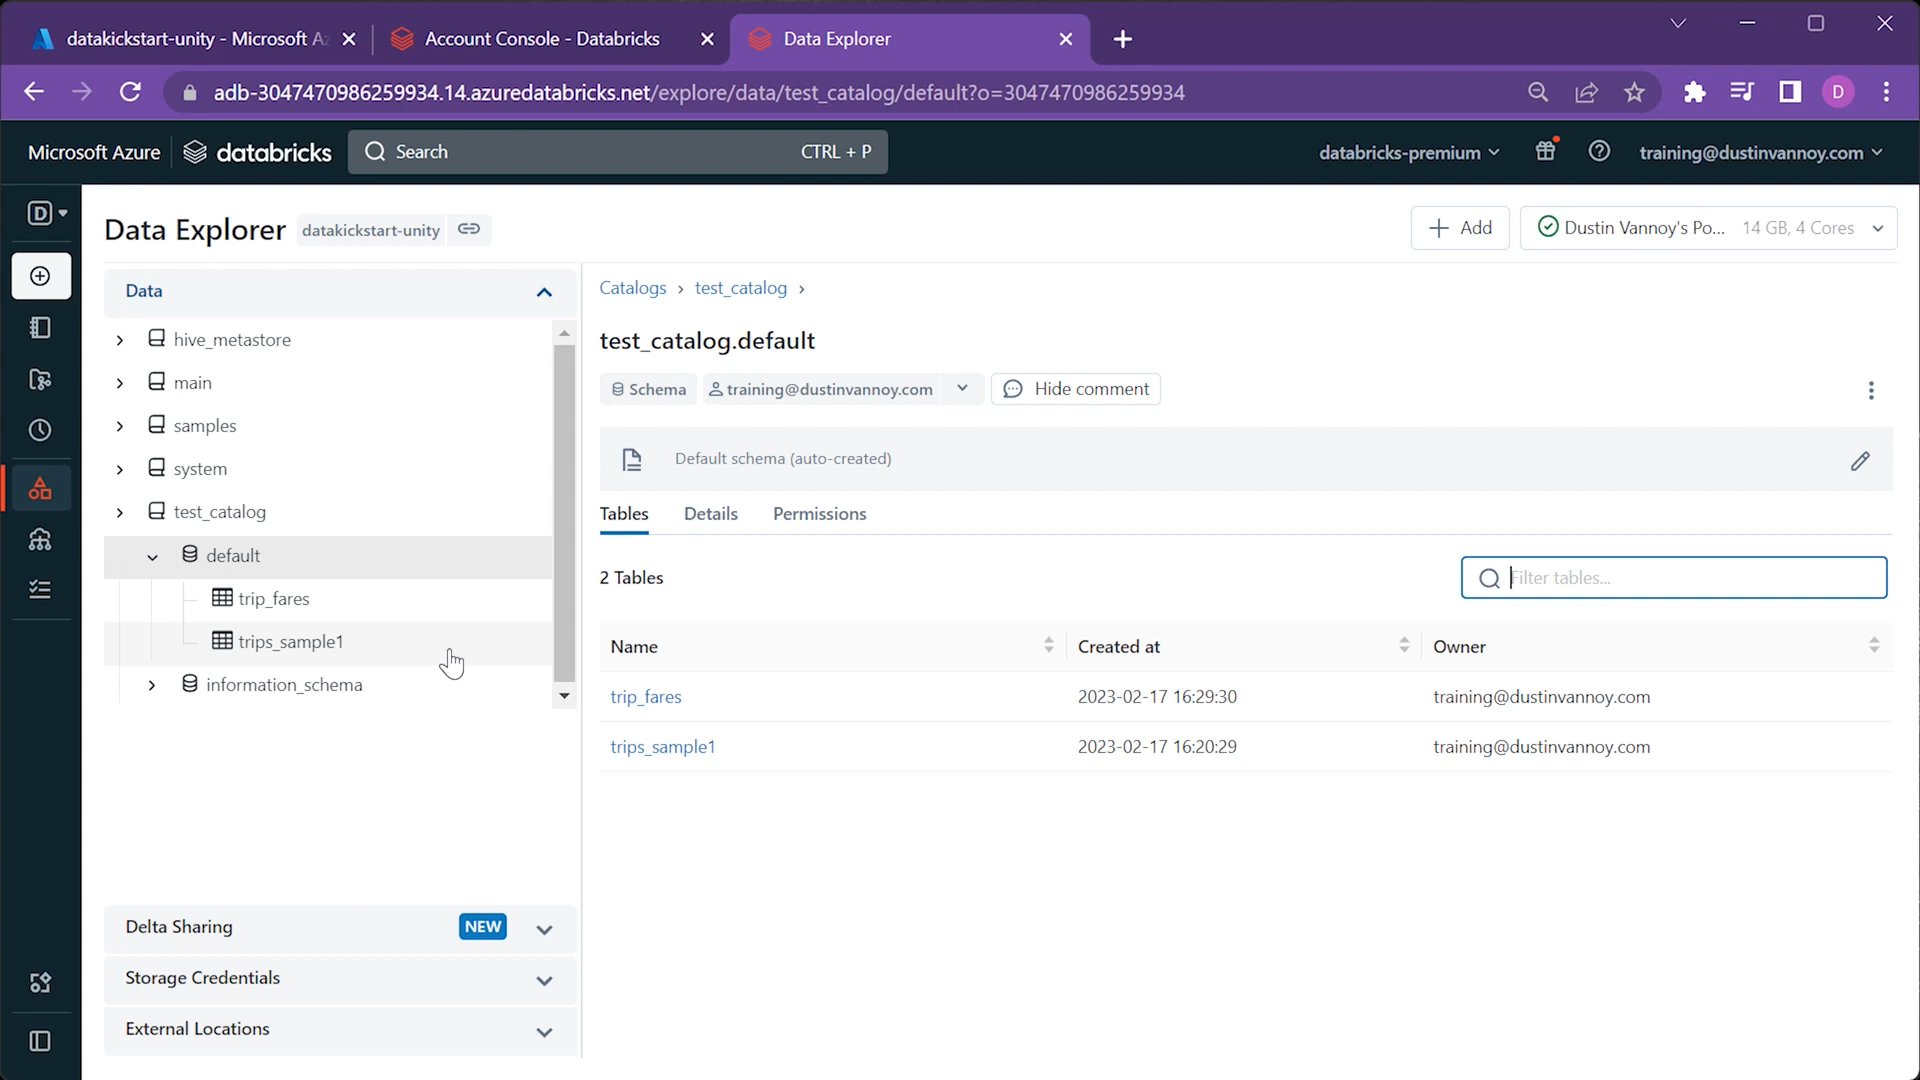 datakickstart-unity - Microsoft Az
Account Console - Databricks
Data Explorer
adb-3047470986259934.14.azuredatabricks.net/explore/data/test_catalog/default?o=3047470986259934
D
Microsoft Azure
databricks
Search
CTRL + P
databricks-premium
training@dustinvannoy.com
D
Data Explorer
datakickstart-unity
Add
Dustin Vannoy's Po...
14 GB, 4 Cores
Data
hive_metastore
main
samples
system
test_catalog
default
trip_fares
trips_sample1
information_schema
Delta Sharing
NEW
Storage Credentials
External Locations
Catalogs › test_catalog ›
test_catalog.default
Schema
training@dustinvannoy.com
Hide comment
Default schema (auto-created)
Tables
Details
Permissions
2 Tables
Filter tables...
Name
Created at
Owner
trip_fares
2023-02-17 16:29:30
training@dustinvannoy.com
trips_sample1
2023-02-17 16:20:29
training@dustinvannoy.com